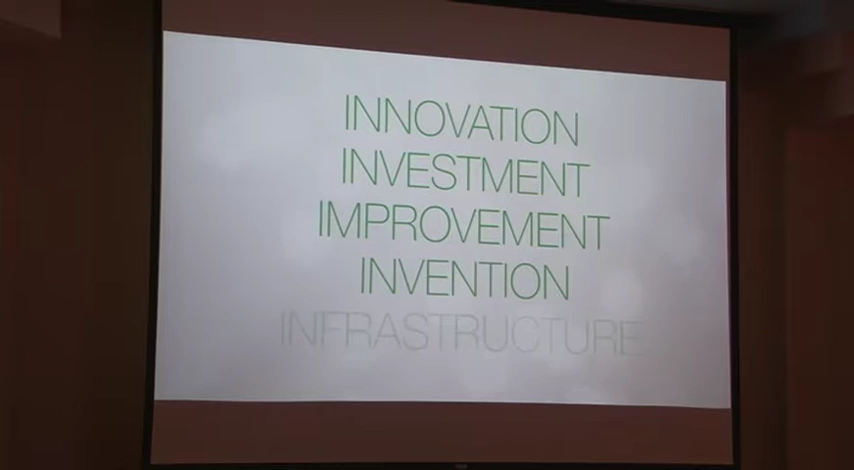 INNOVATION
INVESTMENT
IMPROVEMENT
INVENTION
INFRASTRUCTURE